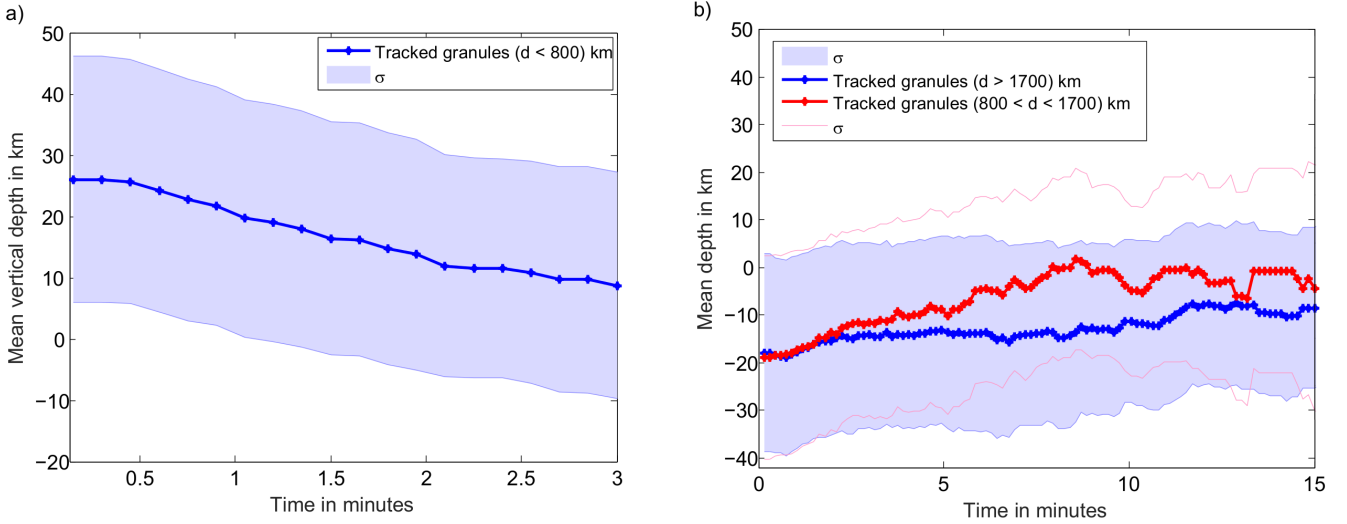 a)
Mean vertical depth in km
50
40
30
20
10
0
−10
−20
Tracked granules (d < 800) km
σ
0.5
1
1.5
2
2.5
3
Time in minutes
b)
Mean depth in km
50
40
30
20
10
0
−10
−20
−30
−40
σ
Tracked granules (d > 1700) km
Tracked granules (800 < d < 1700) km
σ
0
5
10
15
Time in minutes